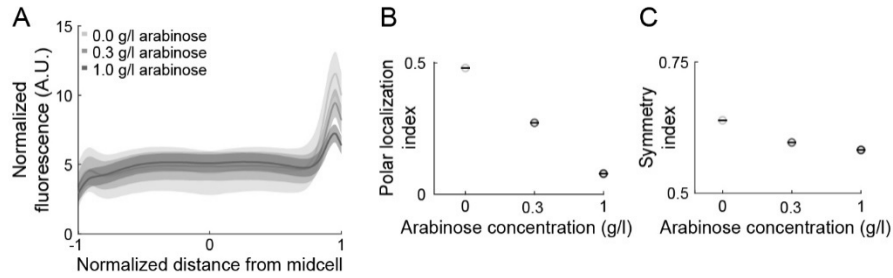 A
Normalized
fluorescence (A.U.)
15
10
5
0
0.0 g/l arabinose
0.3 g/l arabinose
1.0 g/l arabinose
-1
0
1
Normalized distance from midcell
B
Polar localization
index
0.5
0
0
0.3
1
Arabinose concentration (g/l)
C
Symmetry
index
0.75
0.5
0
0.3
1
Arabinose concentration (g/l)